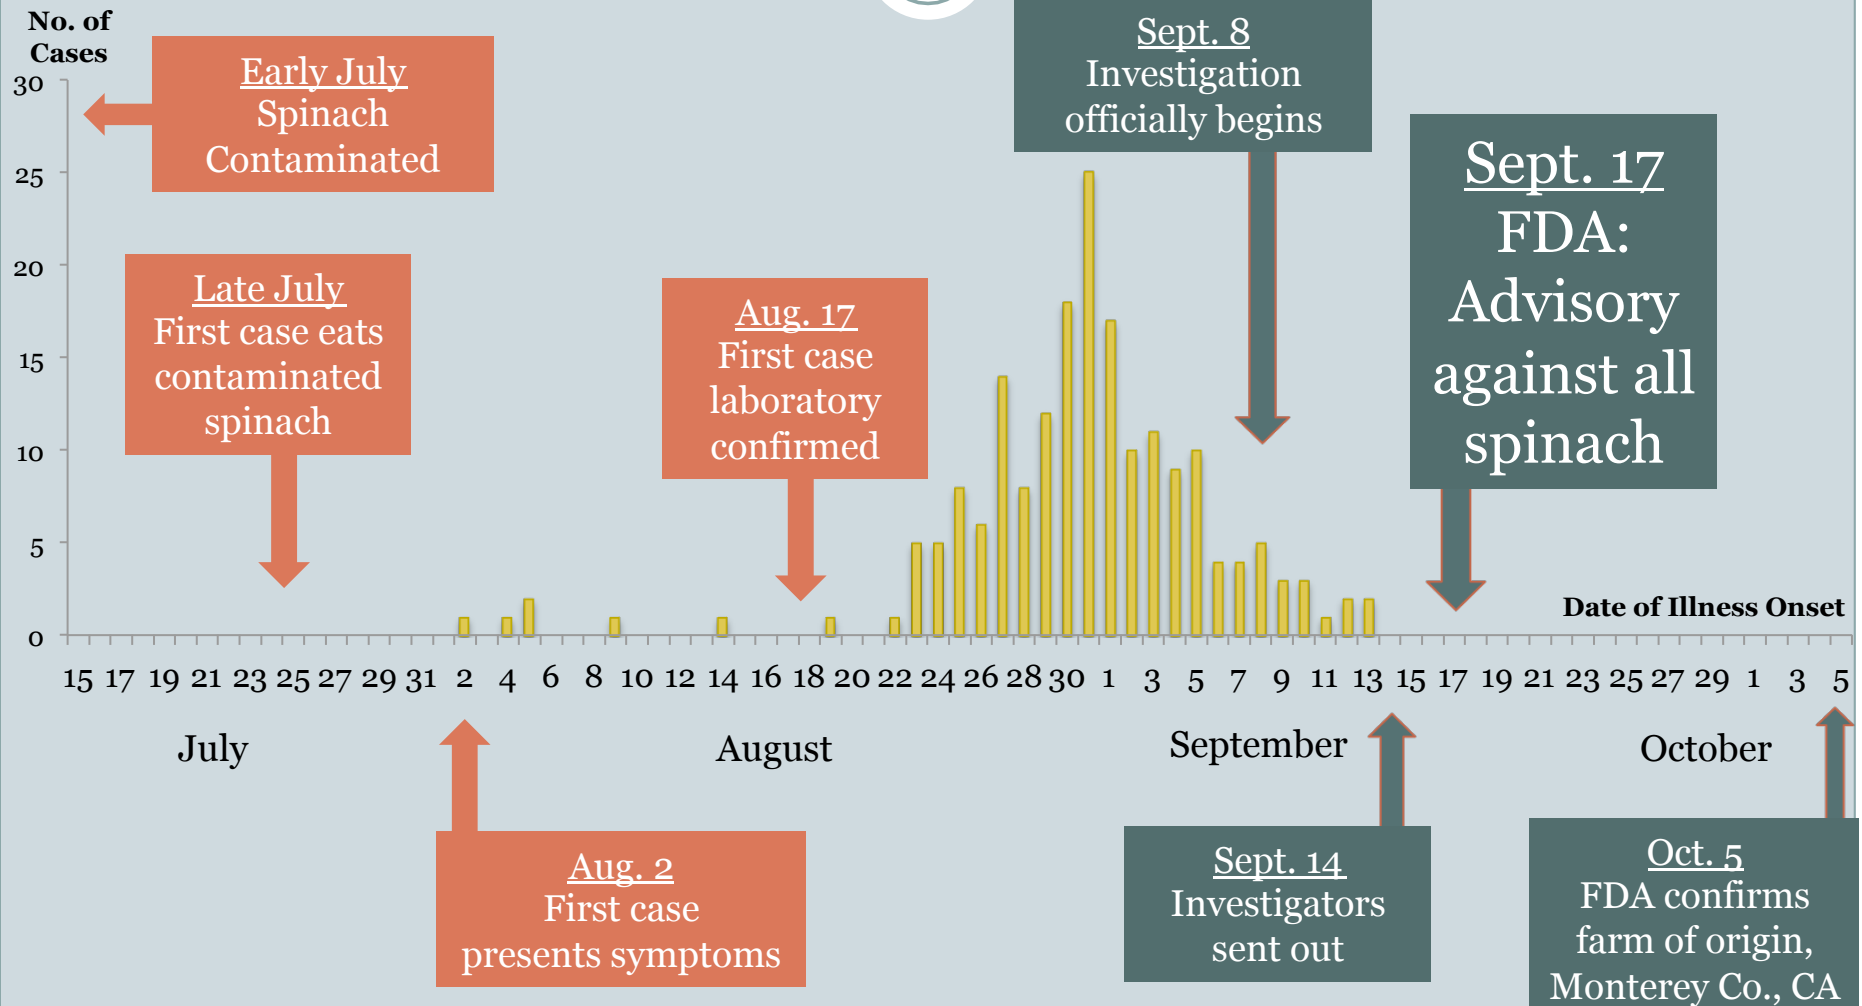 No. of
Cases
30
25
20
15
10
5
0
Early July
Spinach
Contaminated
Late July
First case eats
contaminated
spinach
Aug. 17
First case
laboratory
confirmed
Sept. 8
Investigation
officially begins
Sept. 17
FDA:
Advisory
against all
spinach
Date of Illness Onset
15 17 19 21 23 25 27 29 31 2 4 6 8 10 12 14 16 18 20 22 24 26 28 30 1 3 5 7 9 11 13 15 17 19 21 23 25 27 29 1 3 5
July August September October
Aug. 2
First case
presents symptoms
Sept. 14
Investigators
sent out
Oct. 5
FDA confirms
farm of origin,
Monterey Co., CA